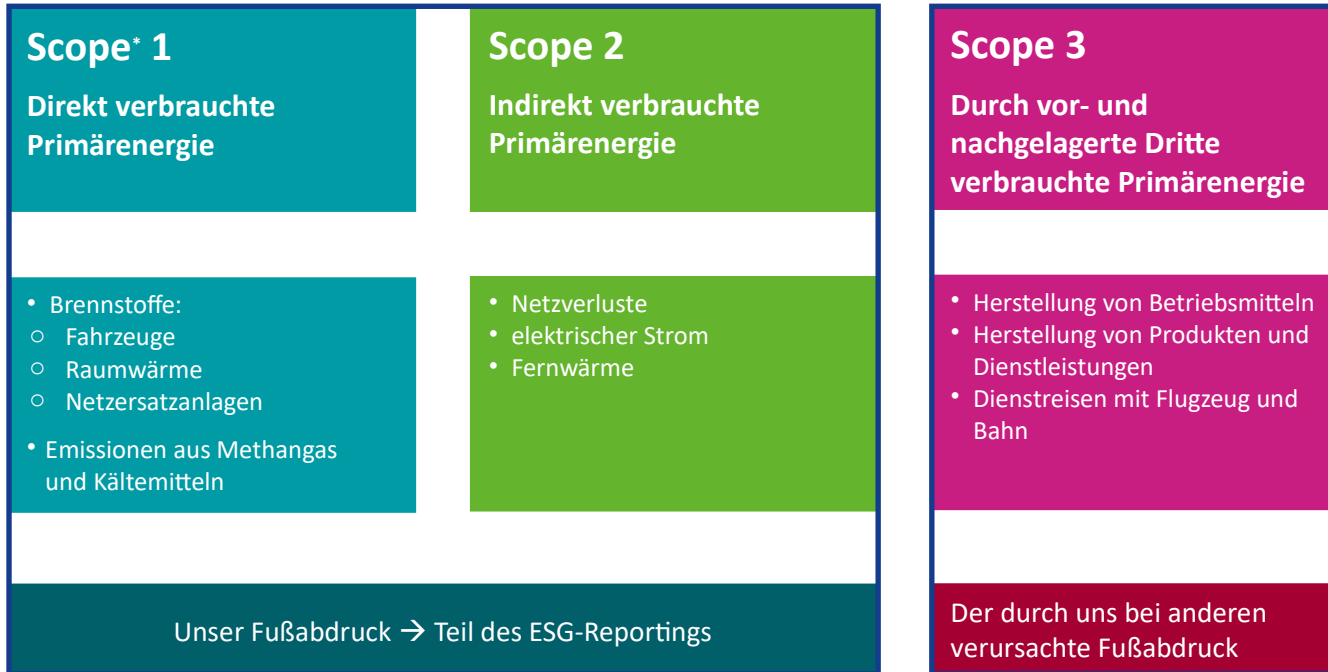 Scope* 1
Direkt verbrauchte
Primärenergie
Scope 2
Indirekt verbrauchte
Primärenergie
Scope 3
Durch vor- und
nachgelagerte Dritte
verbrauchte Primärenergie
• Brennstoffe:
○ Fahrzeuge
○ Raumwärme
○ Netzersatzanlagen
• Emissionen aus Methangas
und Kältemitteln
• Netzverluste
• elektrischer Strom
• Fernwärme
• Herstellung von Betriebsmitteln
• Herstellung von Produkten und
Dienstleistungen
• Dienstreisen mit Flugzeug und
Bahn
Unser Fußabdruck → Teil des ESG-Reportings
Der durch uns bei anderen
verursachte Fußabdruck